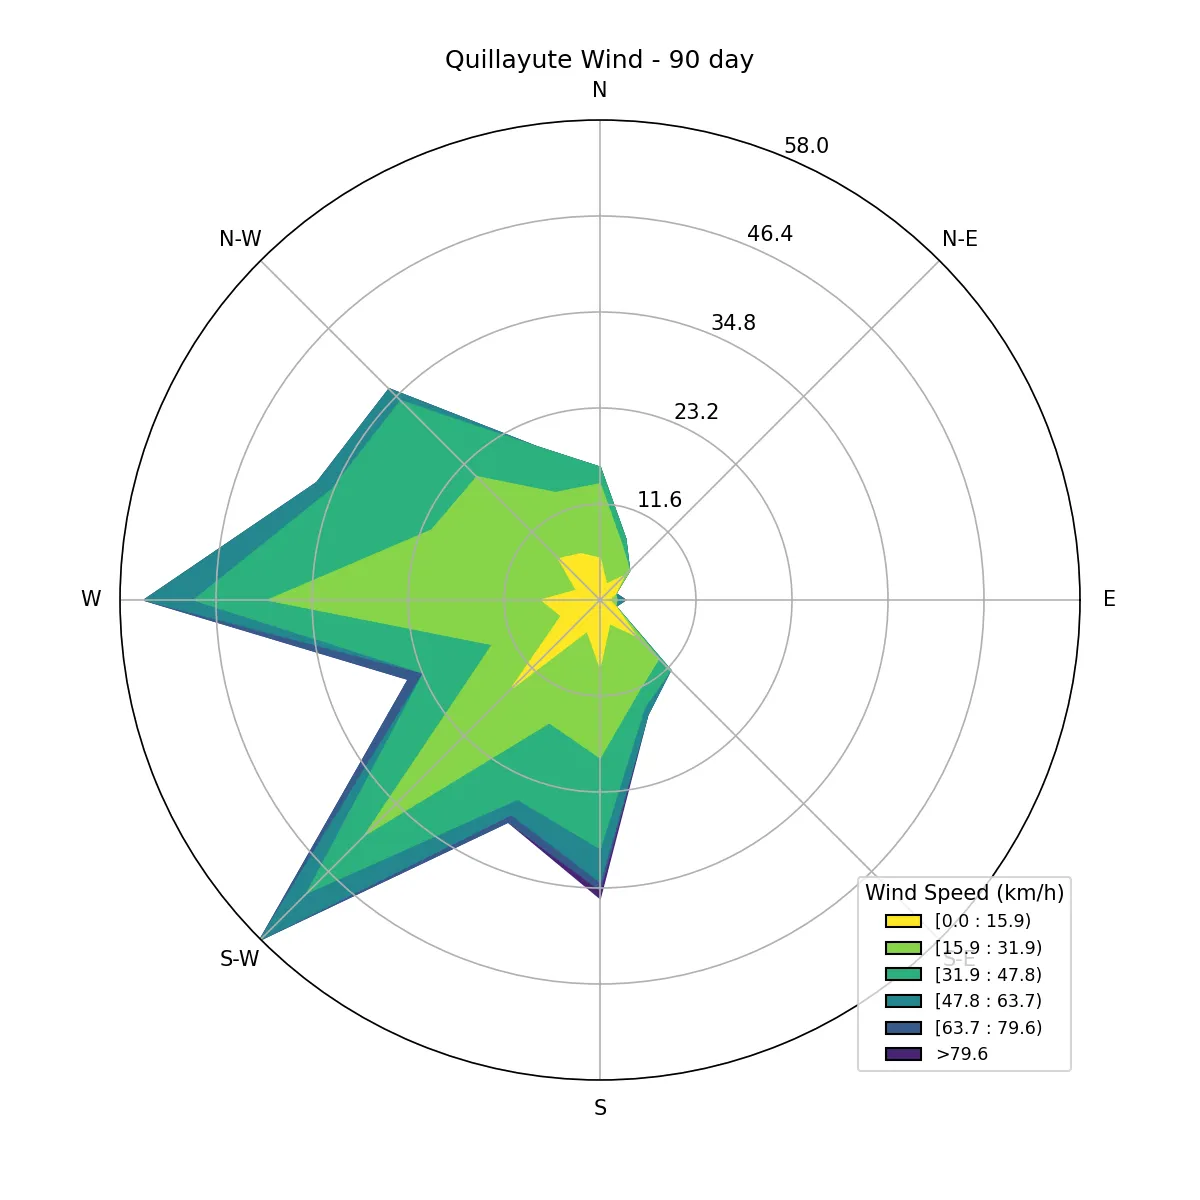 Quillayute Wind - 90 day
N
58.0
N-W
46.4
N-E
34.8
23.2
11.6
W
E
Wind Speed (km/h)
[0.0 : 15.9)
[15.9 : 31.9)
S-W
S-E
[31.9 : 47.8)
[47.8 : 63.7)
[63.7 : 79.6)
>79.6
S